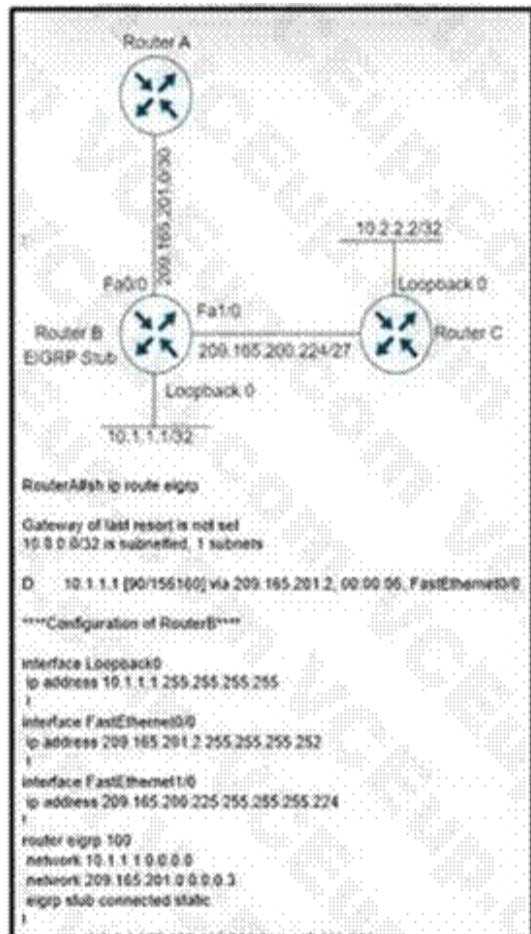 Router A
209.165.201.0/30
10.2.2.2/32
Fa0/0
Loopback 0
Fa1/0
Router B
Router C
EIGRP Stub
209.165.200.224/27
Loopback 0
10.1.1.1/32
RouterA#sh ip route eigrp
Gateway of last resort is not set
10.0.0.0/32 is subnetted, 1 subnets
D 10.1.1.1 [90/156160] via 209.165.201.2, 00:00:06, FastEthernet0/0
****Configuration of RouterB****
interface Loopback0
ip address 10.1.1.1 255.255.255.255
!
interface FastEthernet0/0
ip address 209.165.201.2 255.255.255.252
!
interface FastEthernet1/0
ip address 209.165.200.225 255.255.255.224
!
router eigrp 100
network 10.1.1.1 0.0.0.0
network 209.165.201.0 0.0.0.3
eigrp stub connected static
!